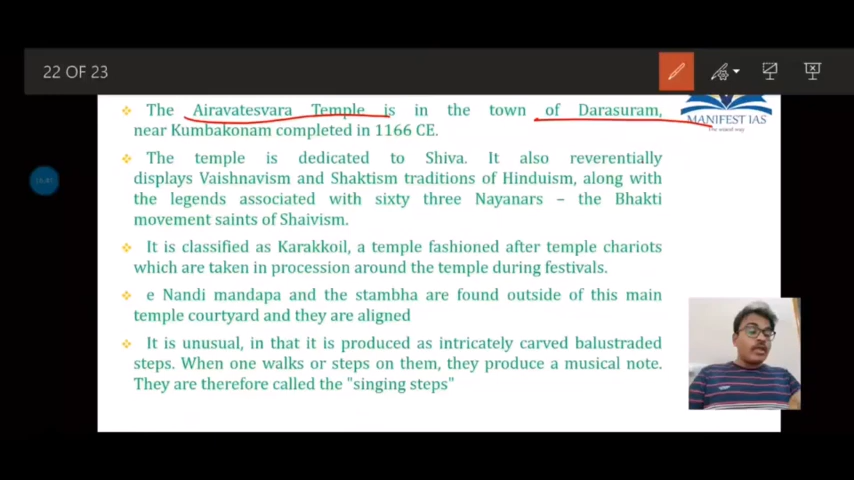 22 OF 23
❖ The Airavatesvara Temple is in the town of Darasuram,
near Kumbakonam completed in 1166 CE.
MANIFEST IAS
❖ The temple is dedicated to Shiva. It also reverentially
displays Vaishnavism and Shaktism traditions of Hinduism, along with
the legends associated with sixty three Nayanars – the Bhakti
movement saints of Shaivism.
❖ It is classified as Karakkoil, a temple fashioned after temple chariots
which are taken in procession around the temple during festivals.
❖ e Nandi mandapa and the stambha are found outside of this main
temple courtyard and they are aligned
❖ It is unusual, in that it is produced as intricately carved balustraded
steps. When one walks or steps on them, they produce a musical note.
They are therefore called the "singing steps"